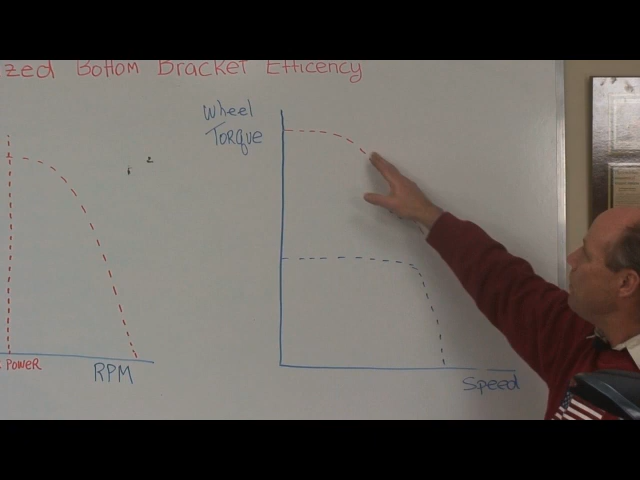 zed Bottom Bracket Efficency
Wheel
Torque
POWER
RPM
Speed